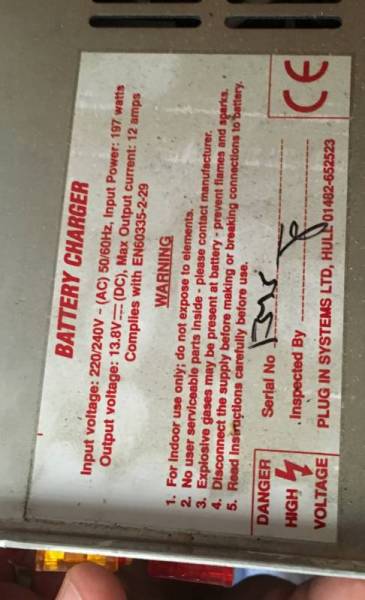 BATTERY CHARGER
Input voltage: 220/240V ~ (AC) 50/60Hz, Input Power: 197 watts
Output voltage: 13.8V ⎓ (DC), Max Output current: 12 amps
Complies with EN60335-2-29
WARNING
1. For indoor use only; do not expose to elements.
2. No user serviceable parts inside - please contact manufacturer.
3. Explosive gases may be present at battery - prevent flames and sparks.
4. Disconnect the supply before making or breaking connections to battery.
5. Read Instructions carefully before use.
DANGER
HIGH
VOLTAGE
Serial No
Inspected By
PLUG IN SYSTEMS LTD, HULL 01482-652523
CE